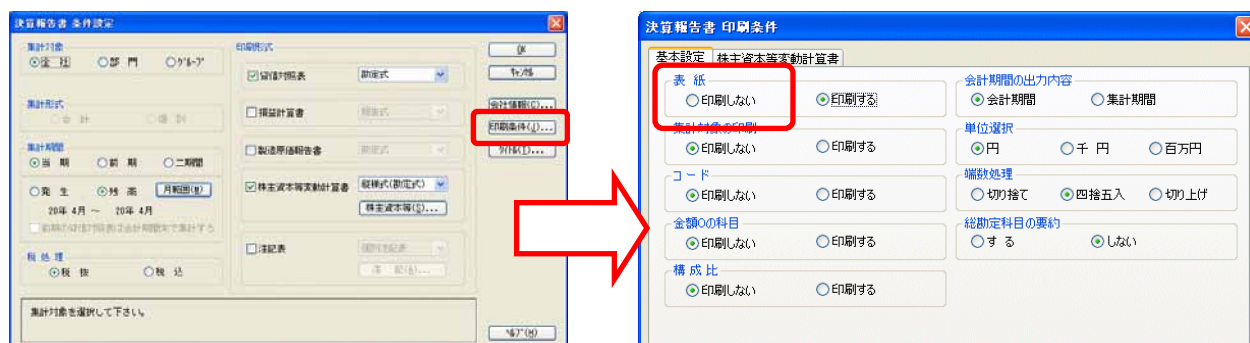 決算報告書 条件設定
集計対象
全 社 部 門 グループ
集計形式
合 計 個 別
集計期間
当 期 前 期 二期間
発 生 残 高 月範囲(M)
20年 4月 ～ 20年 4月
税 処 理
税 抜 税 込
集計対象を選択して下さい。
印刷形式
貸借対照表 勘定式
損益計算書 報告式
製造原価報告書 報告式
株主資本等変動計算書 縦様式(勘定式)
株主資本等(S)...
注記表 個別注記表
OK
キャンセル
会社情報(C)...
印刷条件(J)...
タイトル(T)...
ヘルプ(H)
決算報告書 印刷条件
基本設定 株主資本等変動計算書
表 紙
印刷しない 印刷する
集計対象の印刷
印刷しない 印刷する
コード
印刷しない 印刷する
金額0の科目
印刷しない 印刷する
構 成 比
印刷しない 印刷する
会計期間の出力内容
会計期間 集計期間
単位選択
円 千 円 百万円
端数処理
切り捨て 四捨五入 切り上げ
総勘定科目の要約
す る しない